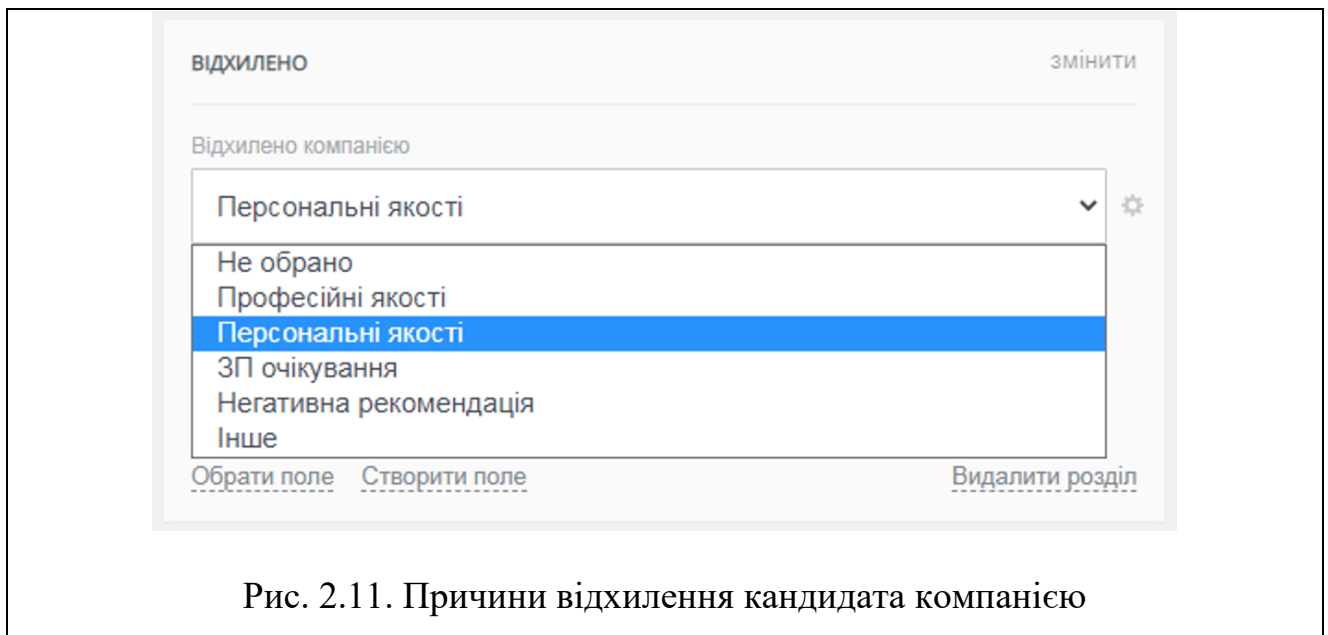 ВІДХИЛЕНО змінити
Відхилено компанією
Персональні якості
Не обрано
Професійні якості
Персональні якості
ЗП очікування
Негативна рекомендація
Інше
Обрати поле Створити поле Видалити розділ
Рис. 2.11. Причини відхилення кандидата компанією